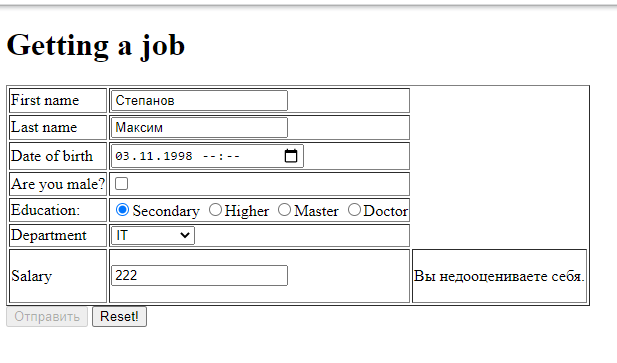 Getting a job
First name Степанов
Last name Максим
Date of birth 03.11.1998 --:--
Are you male?
Education: Secondary Higher Master Doctor
Department IT
Salary 222 Вы недооцениваете себя.
Отправить Reset!